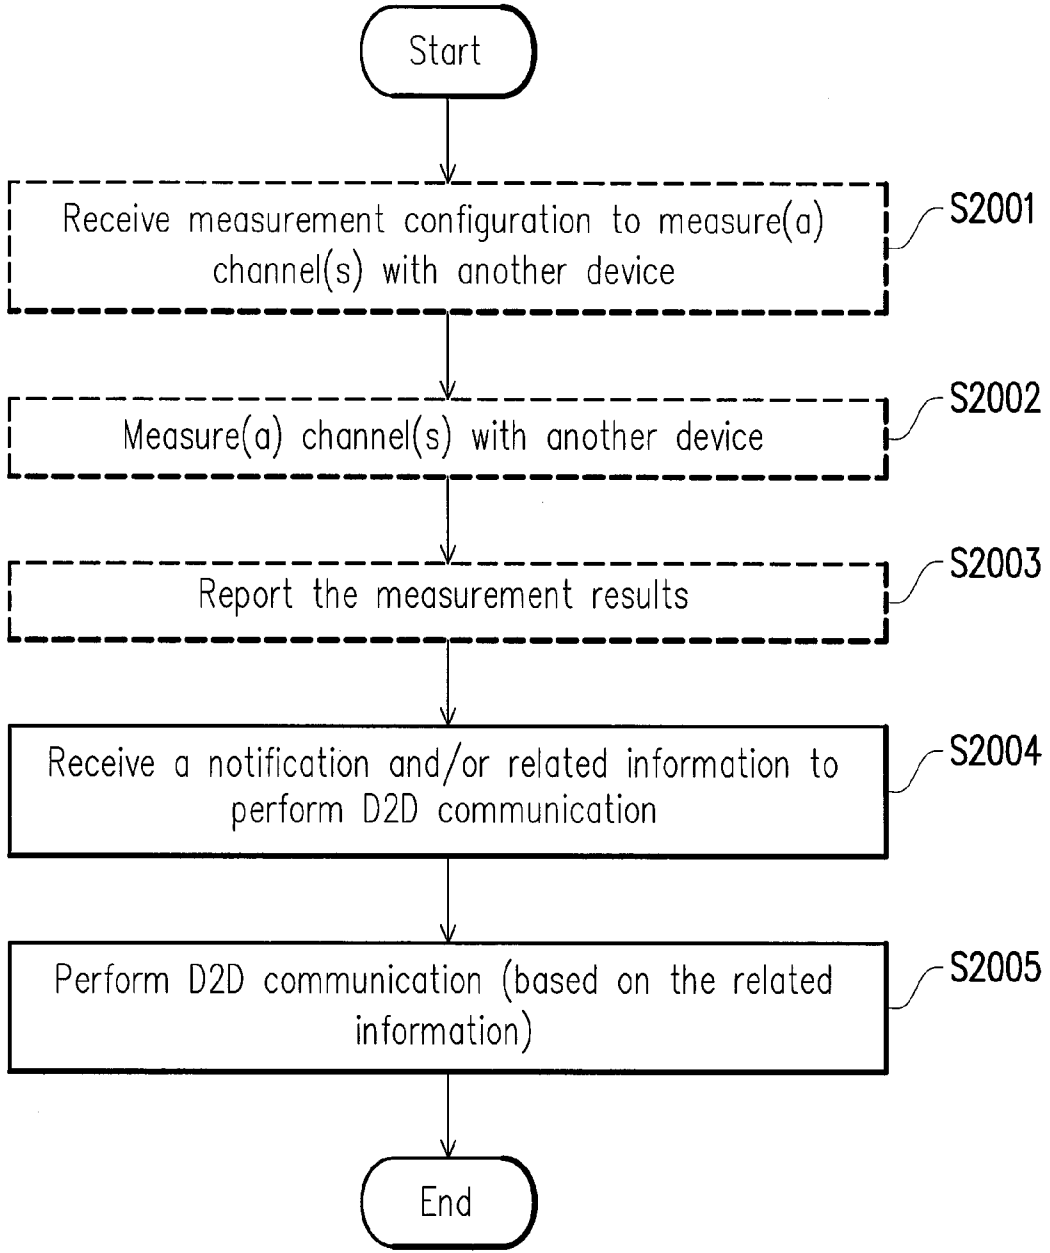 Start
Receive measurement configuration to measure(a)
channel(s) with another device
S2001
Measure(a) channel(s) with another device
S2002
Report the measurement results
S2003
Receive a notification and/or related information to
perform D2D communication
S2004
Perform D2D communication (based on the related
information)
S2005
End